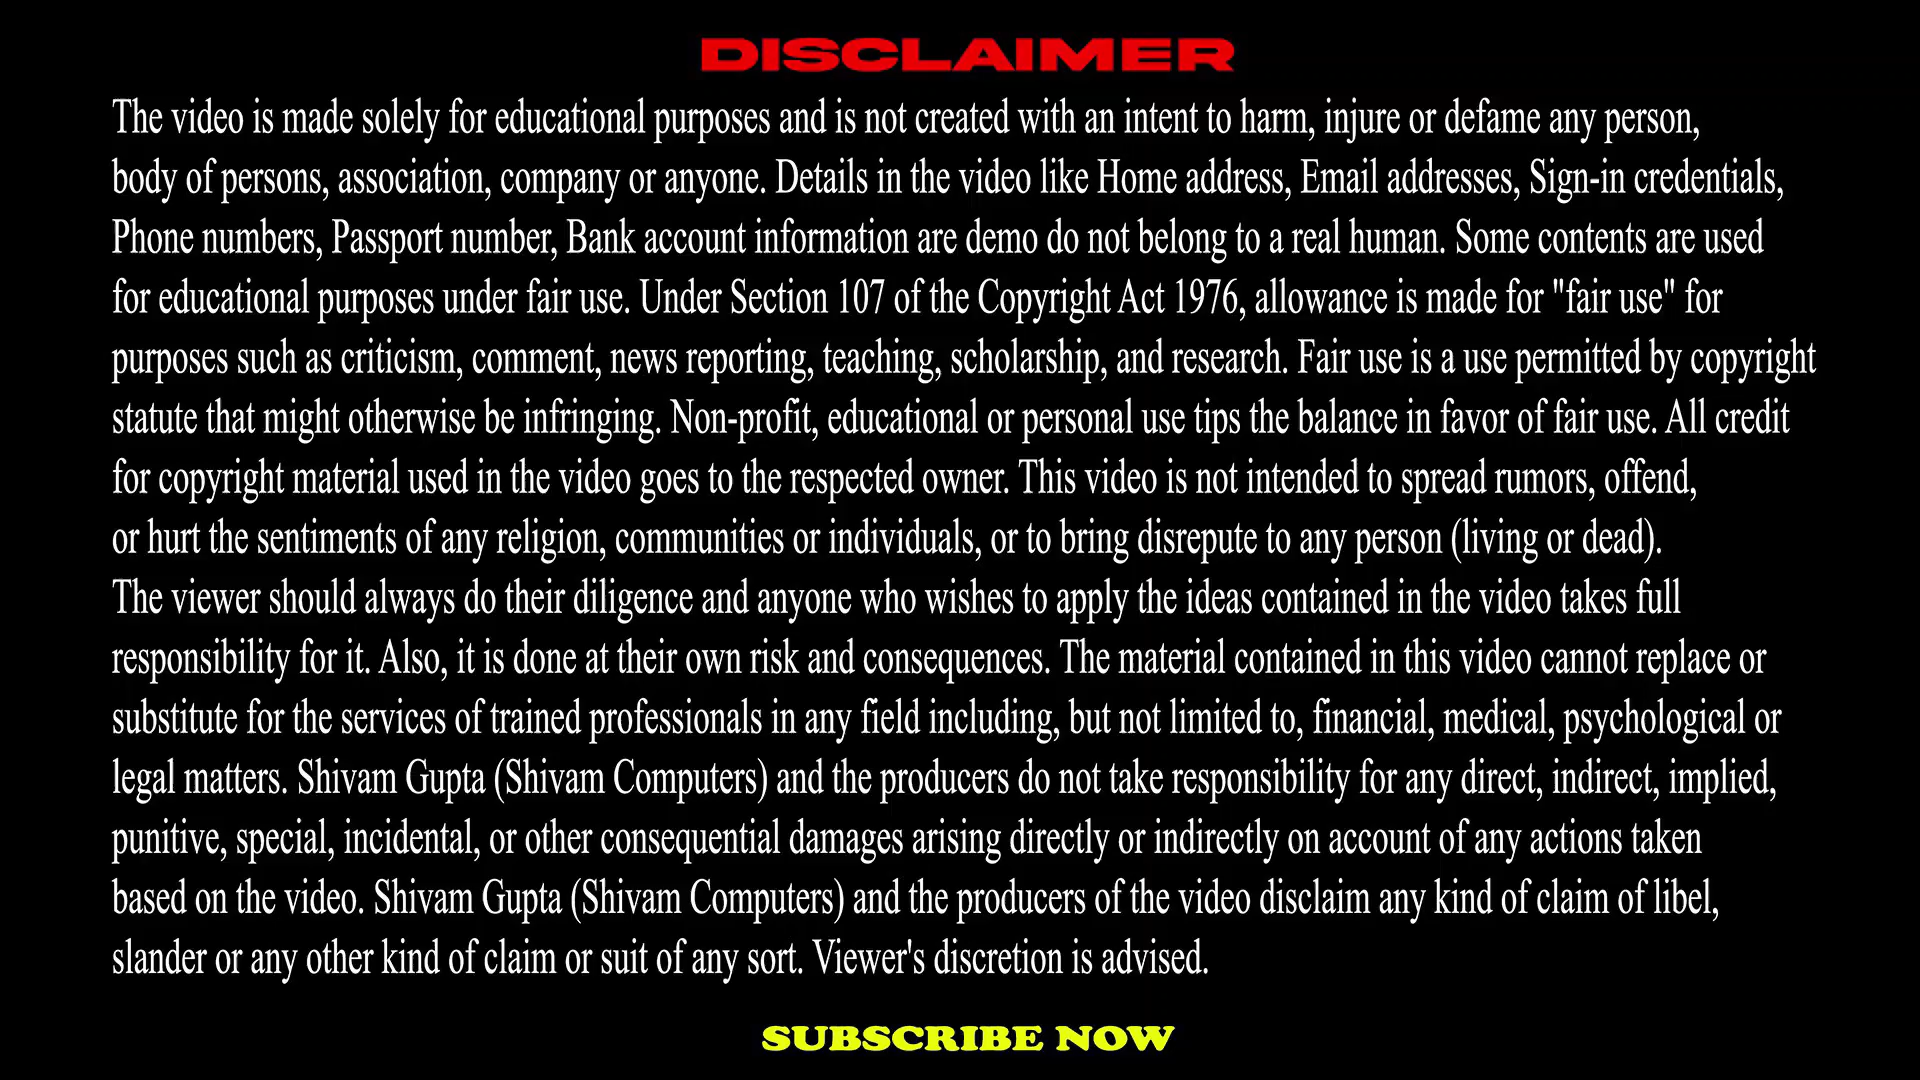 DISCLAIMER
The video is made solely for educational purposes and is not created with an intent to harm, injure or defame any person,
body of persons, association, company or anyone. Details in the video like Home address, Email addresses, Sign-in credentials,
Phone numbers, Passport number, Bank account information are demo do not belong to a real human. Some contents are used
for educational purposes under fair use. Under Section 107 of the Copyright Act 1976, allowance is made for "fair use" for
purposes such as criticism, comment, news reporting, teaching, scholarship, and research. Fair use is a use permitted by copyright
statute that might otherwise be infringing. Non-profit, educational or personal use tips the balance in favor of fair use. All credit
for copyright material used in the video goes to the respected owner. This video is not intended to spread rumors, offend,
or hurt the sentiments of any religion, communities or individuals, or to bring disrepute to any person (living or dead).
The viewer should always do their diligence and anyone who wishes to apply the ideas contained in the video takes full
responsibility for it. Also, it is done at their own risk and consequences. The material contained in this video cannot replace or
substitute for the services of trained professionals in any field including, but not limited to, financial, medical, psychological or
legal matters. Shivam Gupta (Shivam Computers) and the producers do not take responsibility for any direct, indirect, implied,
punitive, special, incidental, or other consequential damages arising directly or indirectly on account of any actions taken
based on the video. Shivam Gupta (Shivam Computers) and the producers of the video disclaim any kind of claim of libel,
slander or any other kind of claim or suit of any sort. Viewer's discretion is advised.
SUBSCRIBE NOW